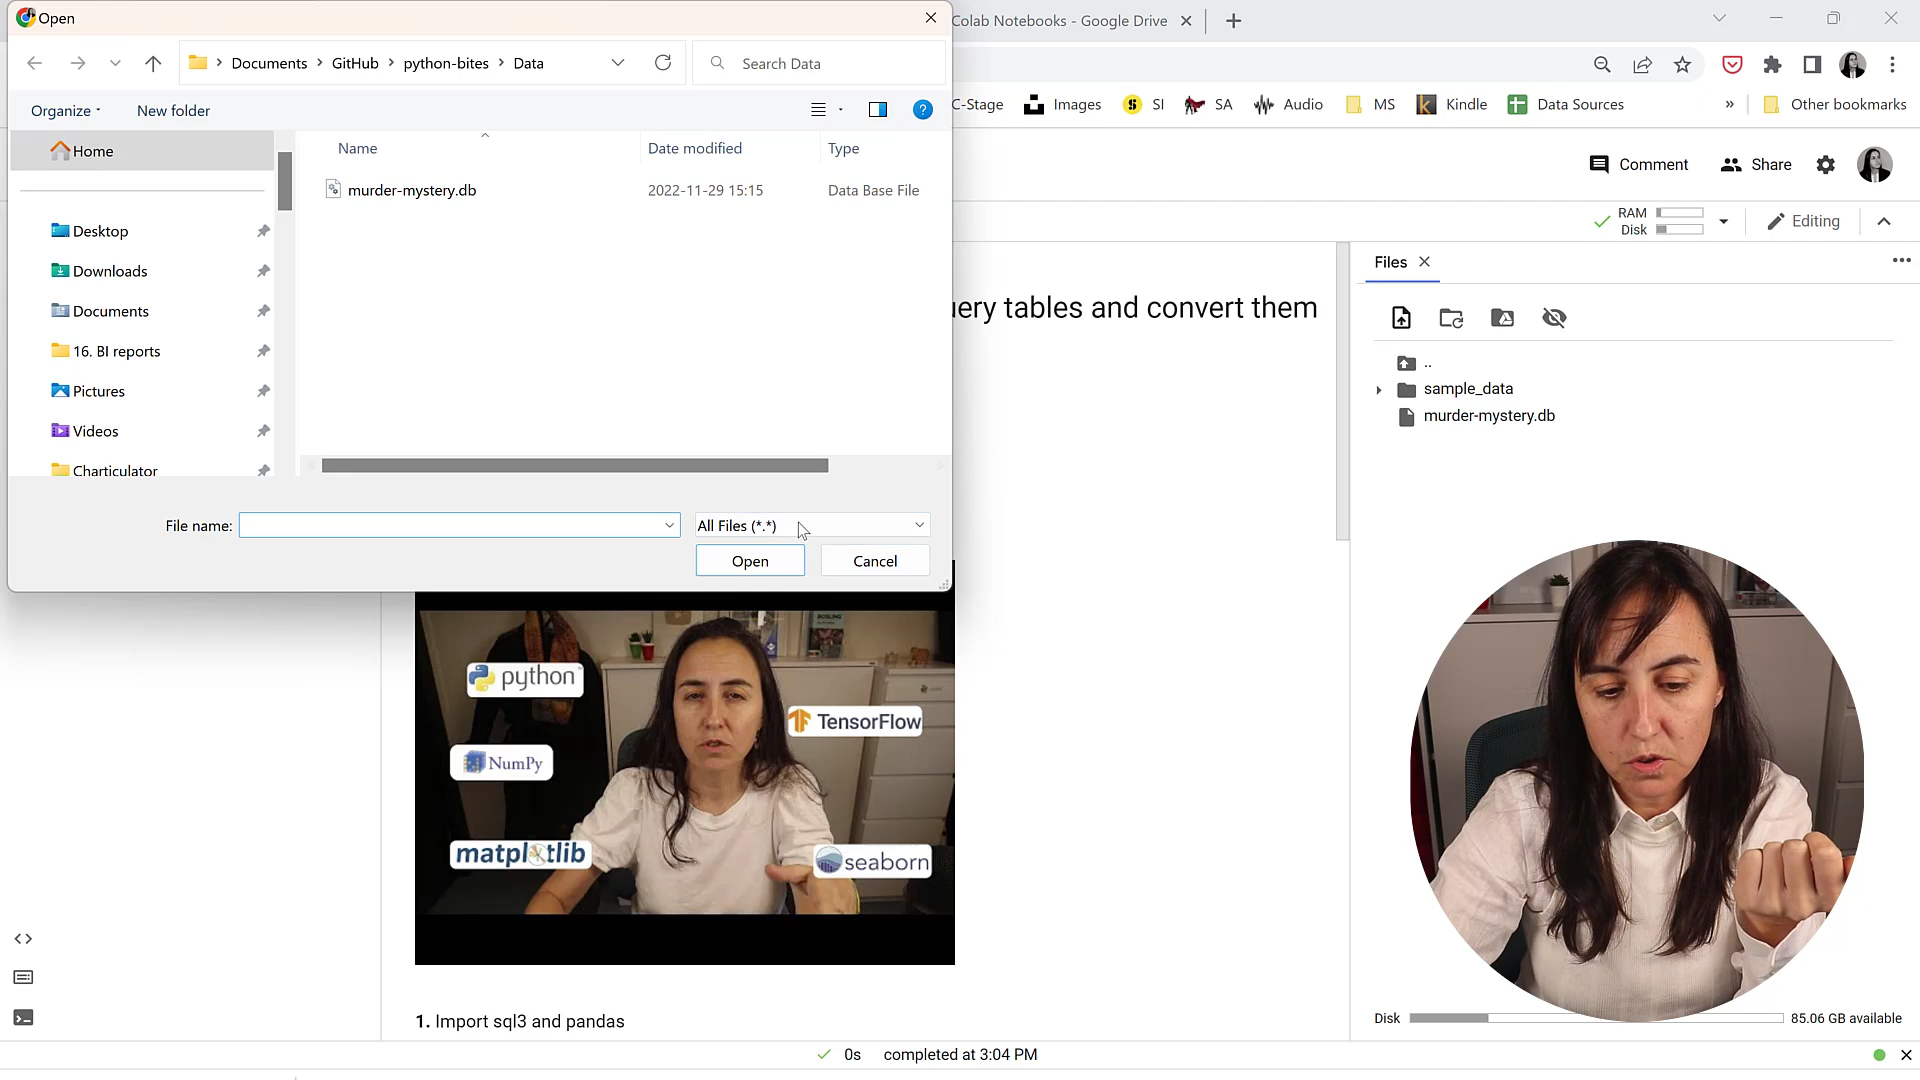 Open
Colab Notebooks - Google Drive
Documents > GitHub > python-bites > Data
Search Data
Organize
New folder
C-Stage
Images
SI
SA
Audio
MS
Kindle
Data Sources
»
Other bookmarks
Home
Name
Date modified
Type
murder-mystery.db
2022-11-29 15:15
Data Base File
Comment
Share
RAM
Disk
Editing
Desktop
Downloads
Documents
16. BI reports
Pictures
Videos
Charticulator
Files
uery tables and convert them
..
sample_data
murder-mystery.db
File name:
All Files (*.*)
Open
Cancel
python
TensorFlow
NumPy
matplotlib
seaborn
1. Import sql3 and pandas
Disk
85.06 GB available
0s completed at 3:04 PM